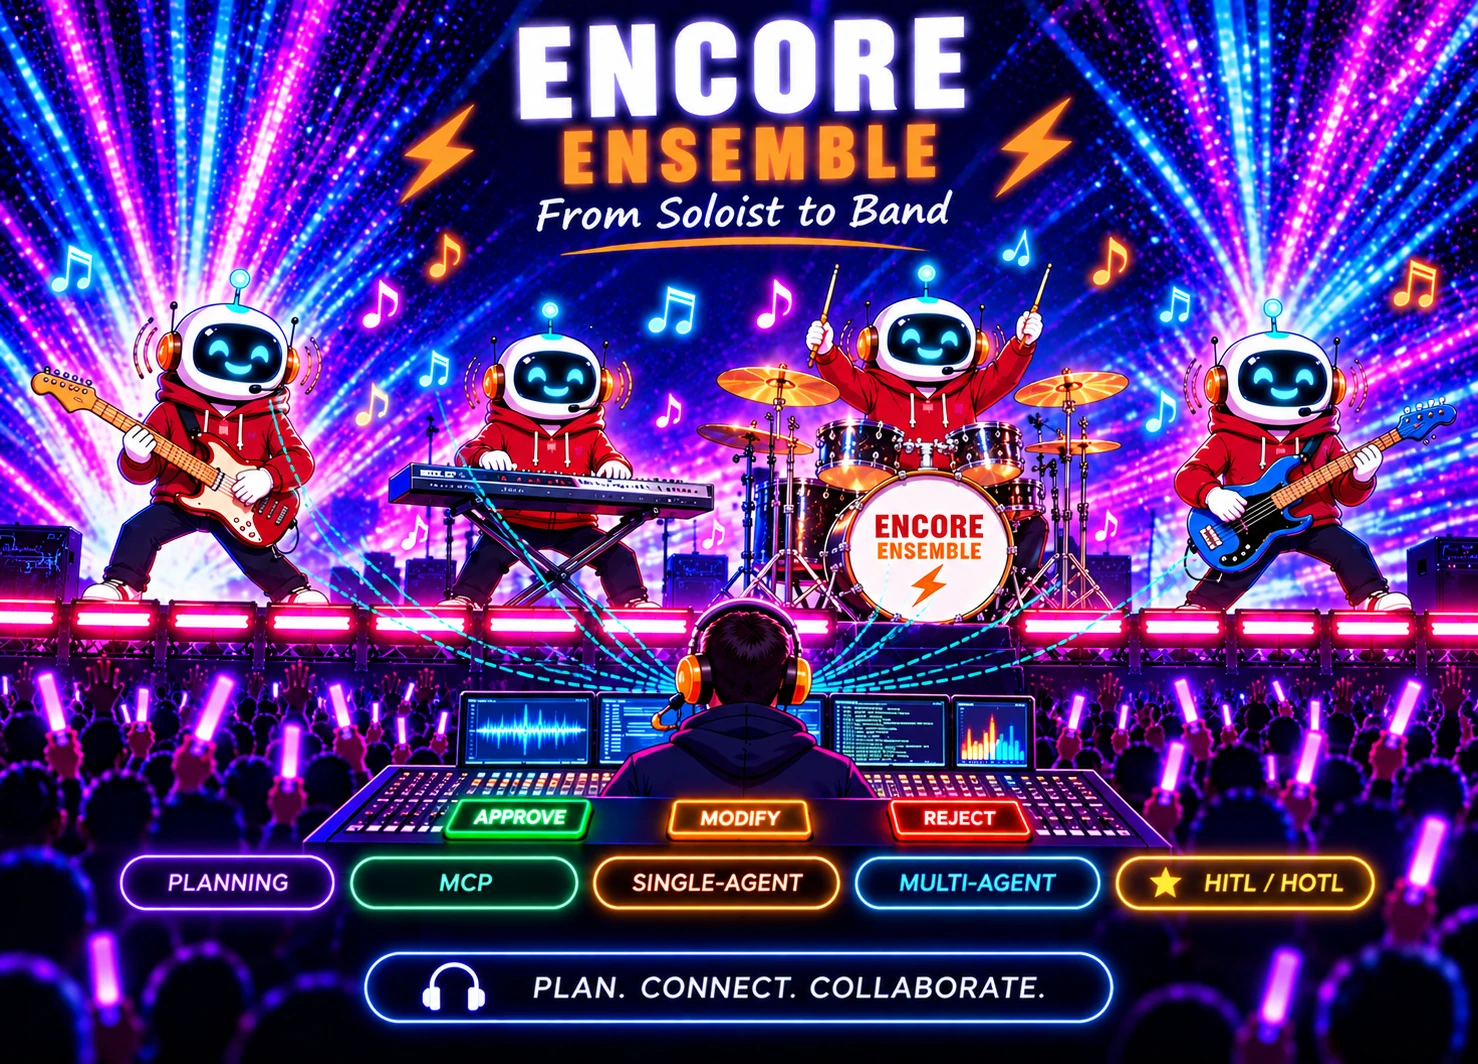 ENCORE
ENSEMBLE
From Soloist to Band
ENCORE
ENSEMBLE
APPROVE
MODIFY
REJECT
PLANNING
MCP
SINGLE-AGENT
MULTI-AGENT
HITL / HOTL
PLAN. CONNECT. COLLABORATE.